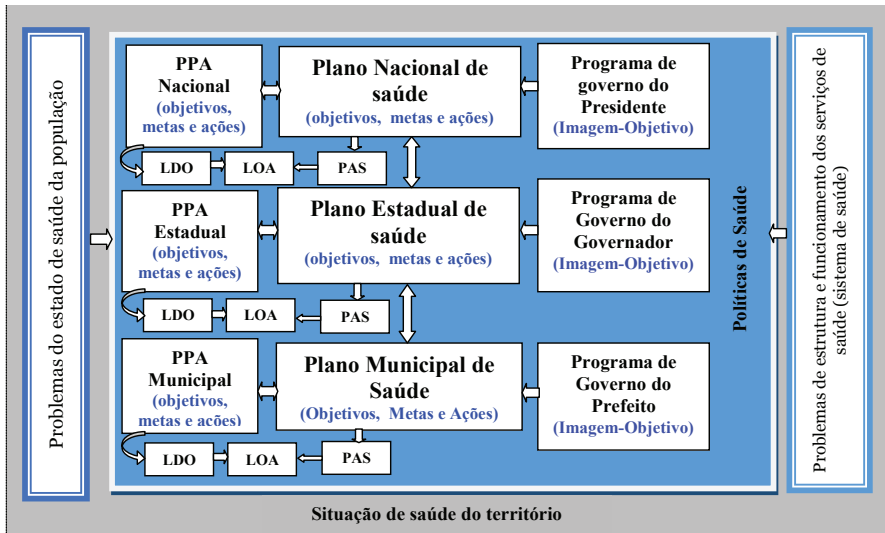 Problemas do estado de saúde da população
PPA
Nacional
(objetivos,
metas e ações)
Plano Nacional de
saúde
(objetivos, metas e ações)
Programa de
governo do
Presidente
(Imagem-Objetivo)
LDO
LOA
PAS
PPA
Estadual
(objetivos,
metas e ações)
Plano Estadual de
saúde
(objetivos, metas e ações)
Programa de
Governo do
Governador
(Imagem-Objetivo)
LDO
LOA
PAS
PPA
Municipal
(objetivos,
metas e ações)
Plano Municipal de
Saúde
(Objetivos, Metas e Ações)
Programa de
Governo do
Prefeito
(Imagem-Objetivo)
LDO
LOA
PAS
Políticas de Saúde
Problemas de estrutura e funcionamento dos serviços de
saúde (sistema de saúde)
Situação de saúde do território